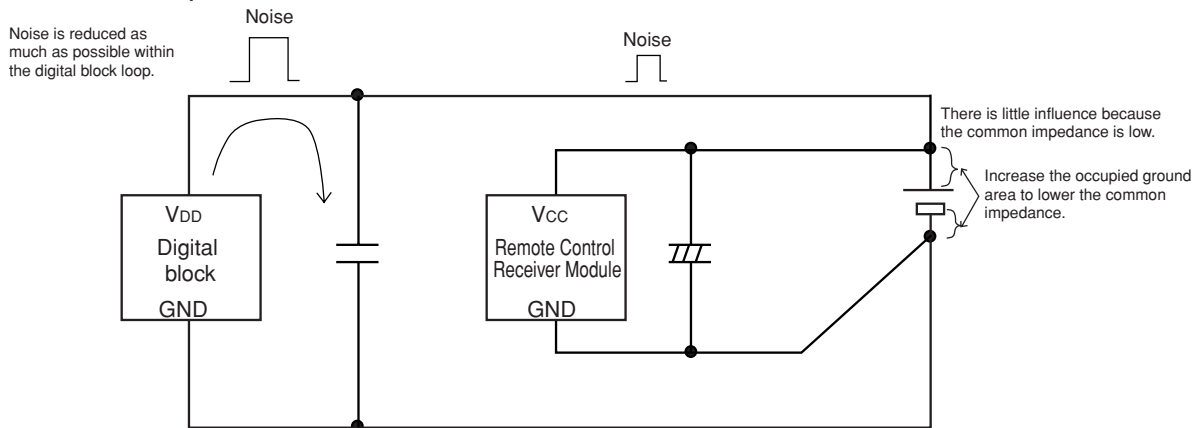 Noise is reduced as
much as possible within
the digital block loop.
Noise
Noise
There is little influence because
the common impedance is low.
Increase the occupied ground
area to lower the common
impedance.
VDD
Digital
block
GND
VCC
Remote Control
Receiver Module
GND